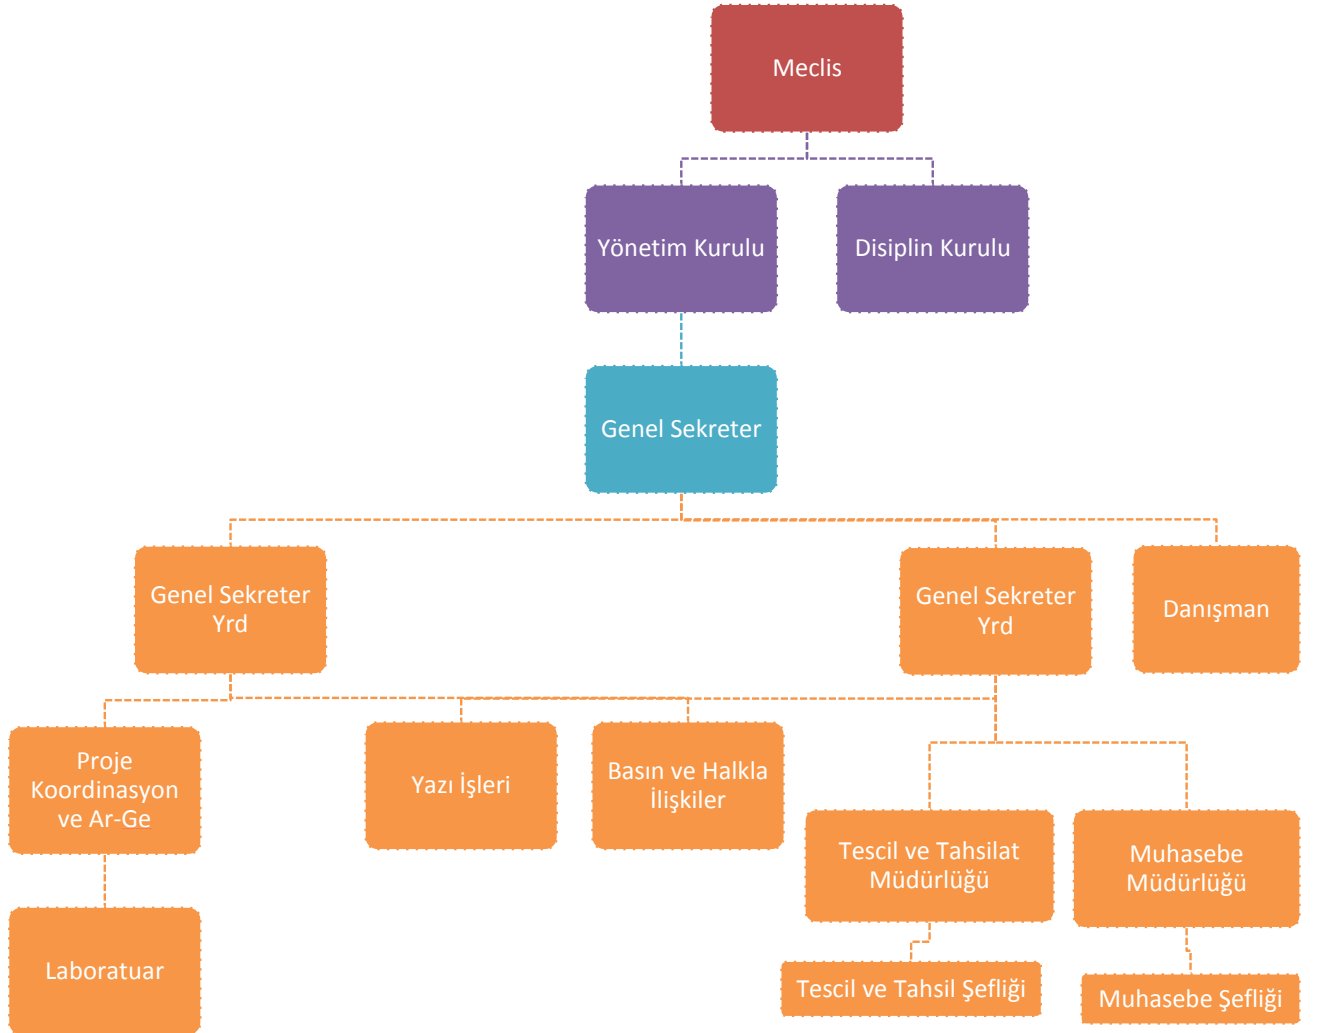 Meclis
Yönetim Kurulu
Disiplin Kurulu
Genel Sekreter
Genel Sekreter
Yrd
Genel Sekreter
Yrd
Danışman
Proje
Koordinasyon
ve Ar-Ge
Yazı İşleri
Basın ve Halkla
İlişkiler
Tescil ve Tahsilat
Müdürlüğü
Muhasebe
Müdürlüğü
Laboratuar
Tescil ve Tahsil Şefliği
Muhasebe Şefliği